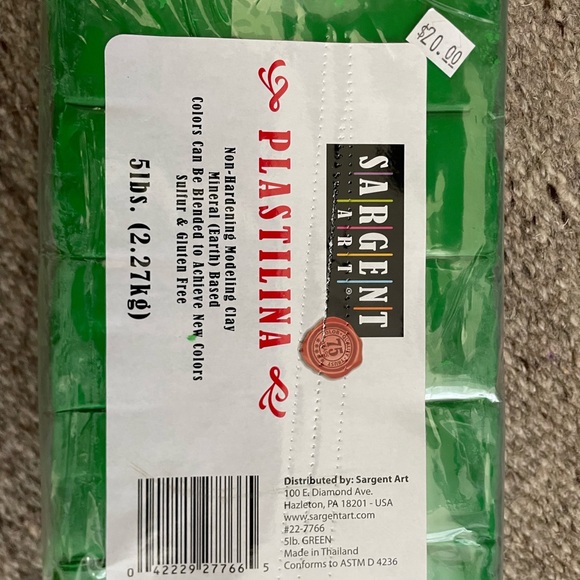 $20.00
SARGENT
ART®
PLASTILINA
Non-Hardening Modeling Clay
Mineral (Earth) Based
Colors Can Be Blended to Achieve New Colors
Sulfur & Gluten Free
5lbs. (2.27kg)
75
Distributed by: Sargent Art
100 E. Diamond Ave.
Hazleton, PA 18201 - USA
www.sargentart.com
#22-7766
5lb. GREEN
Made in Thailand
Conforms to ASTM D 4236
0 42229 27766 5